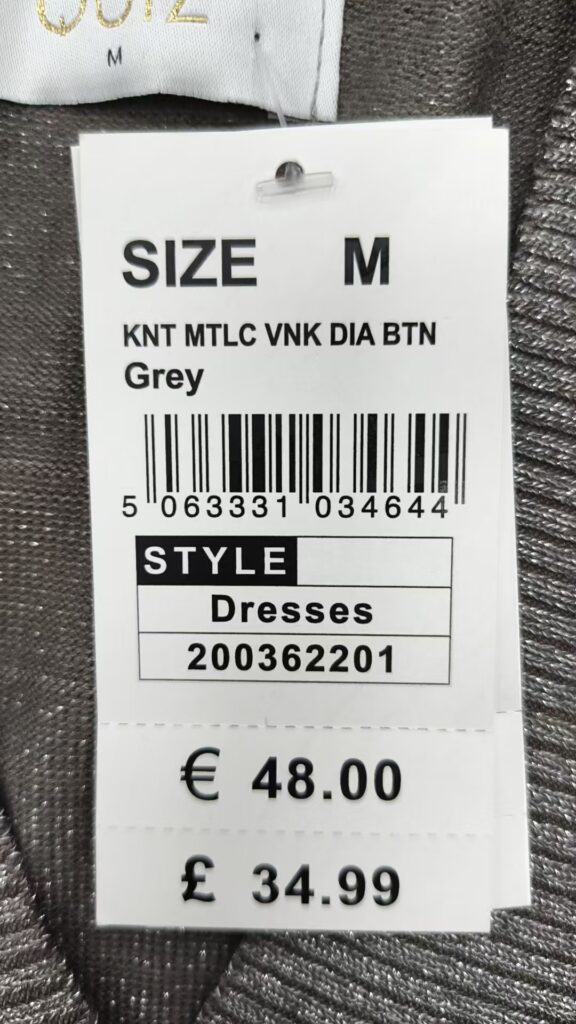 M
SIZE M
KNT MTLC VNK DIA BTN
Grey
5 063331 034644
STYLE
Dresses
200362201
€ 48.00
£ 34.99